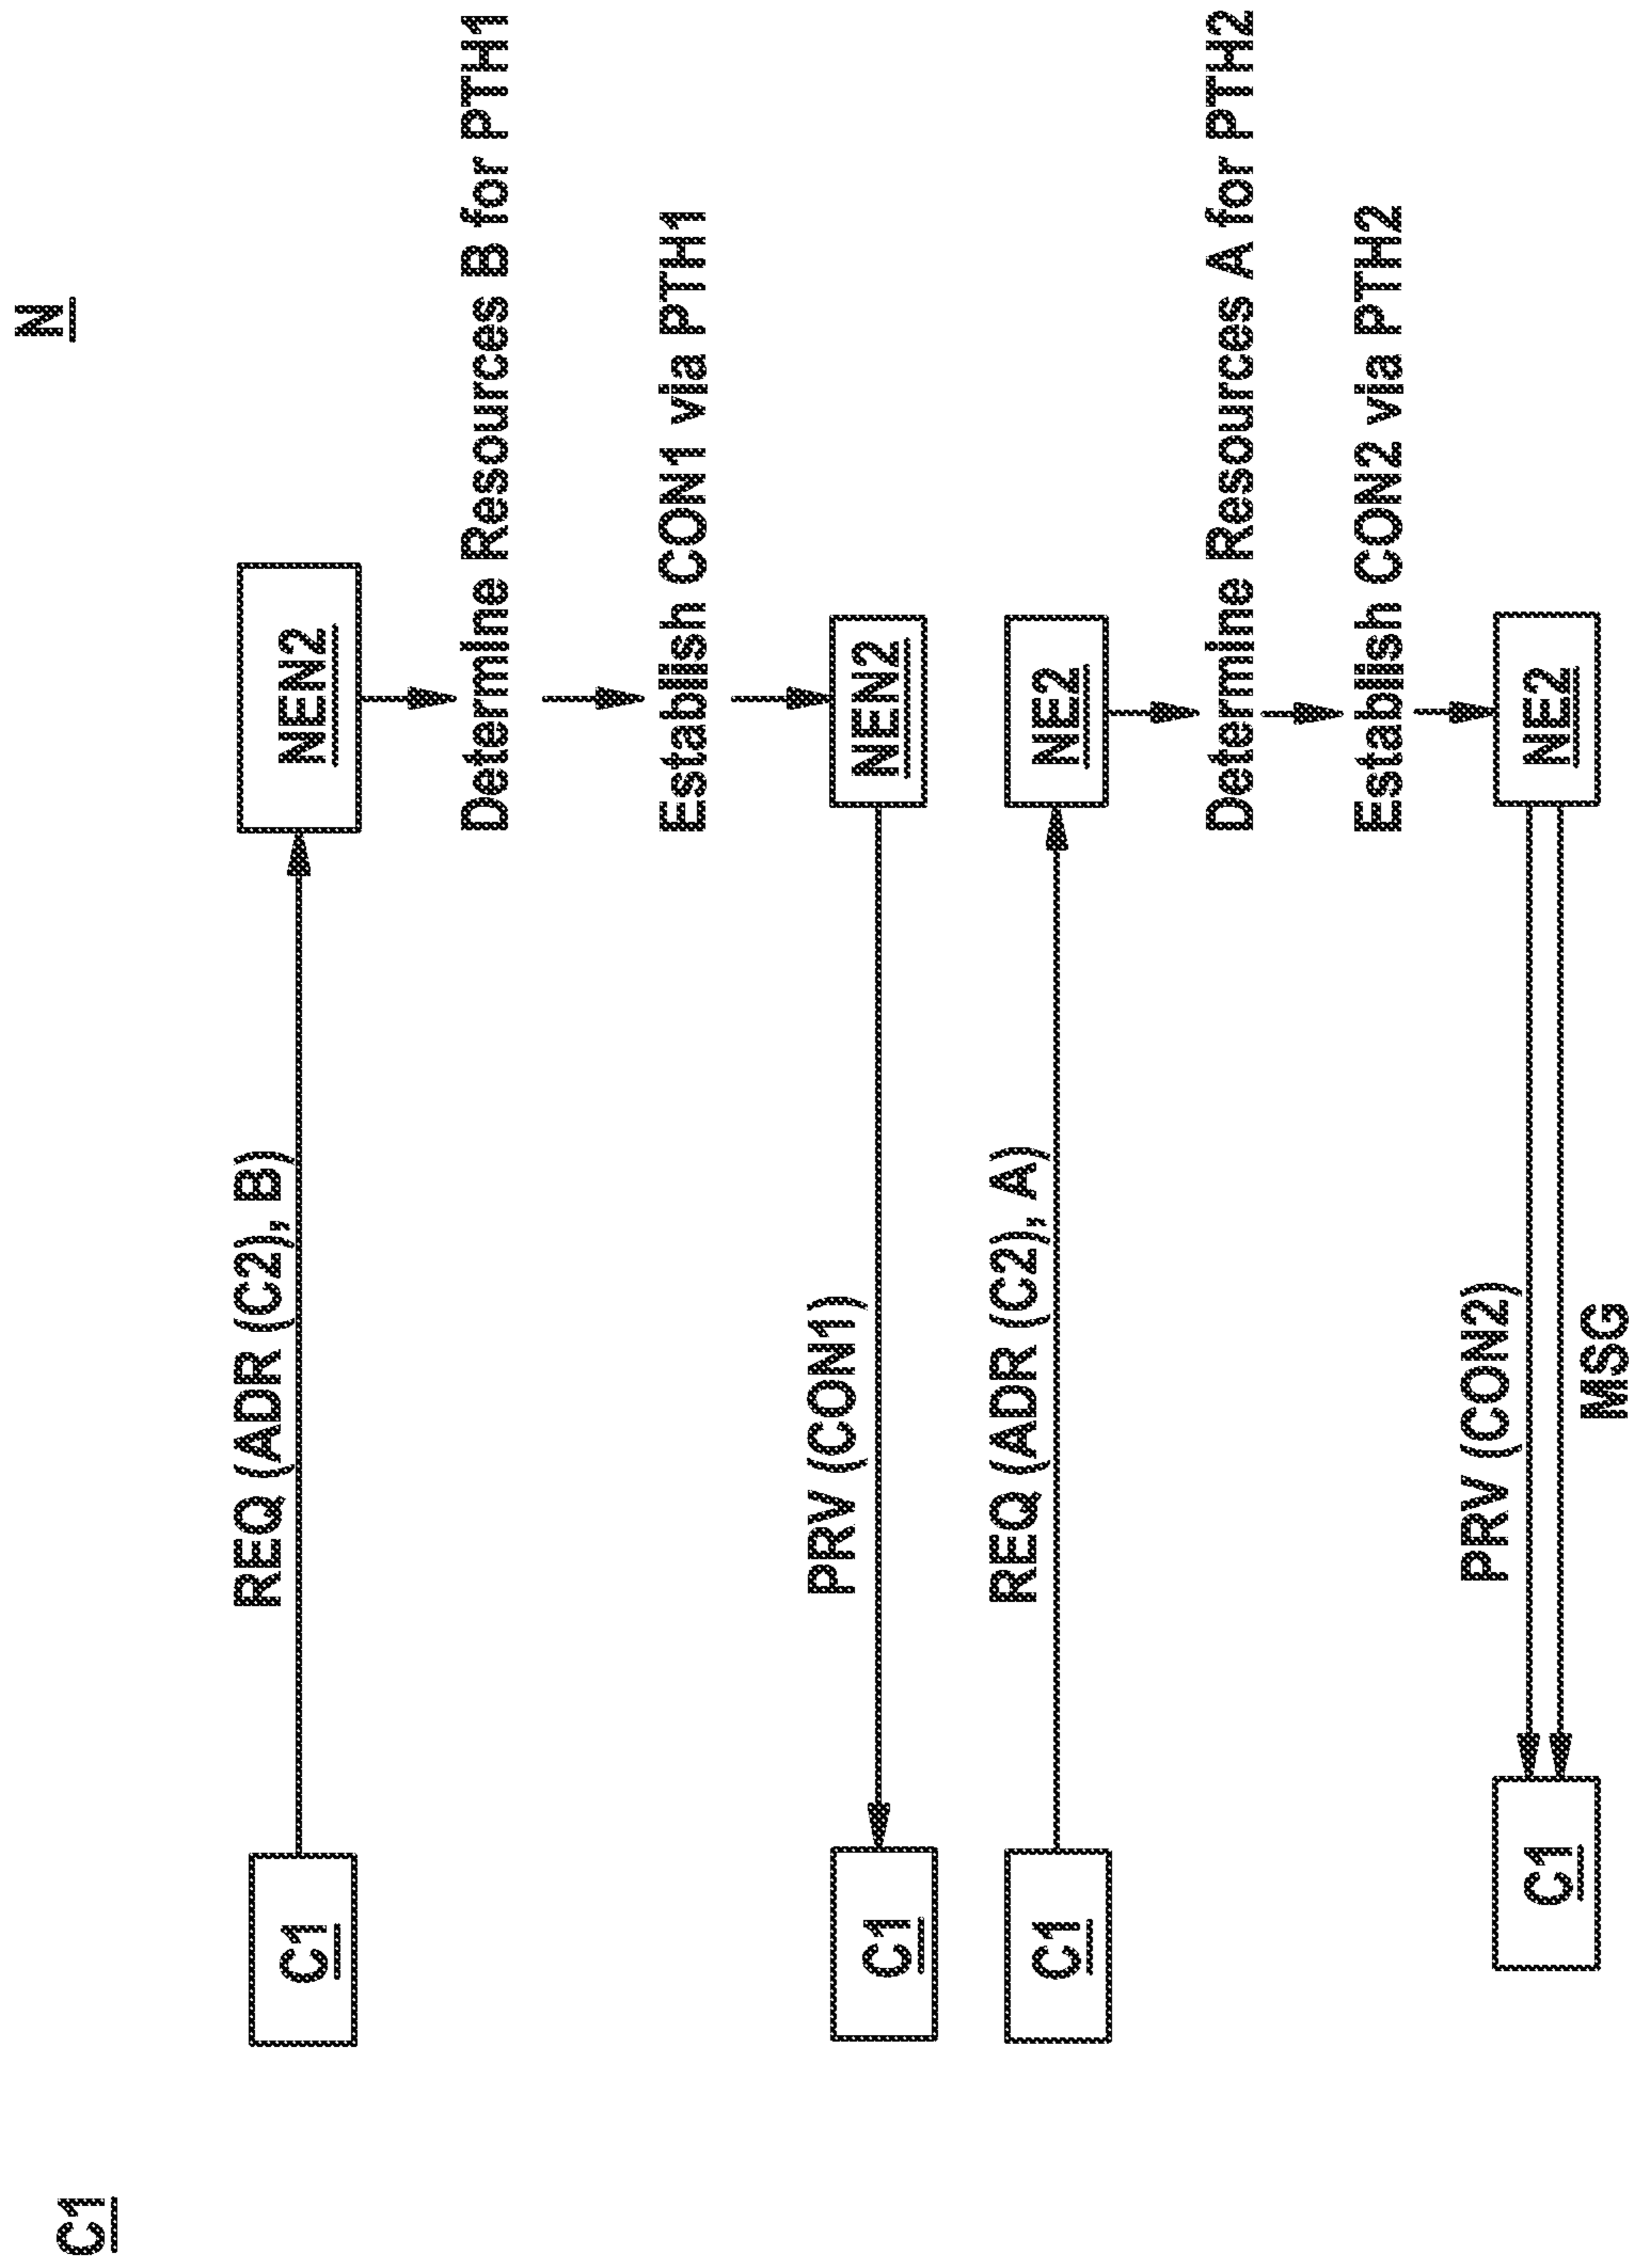 C1
N
C1
REQ (ADR (C2), B)
NEN2
Determine Resources B for PTH1
Establish CON1 via PTH1
C1
PRV (CON1)
NEN2
C1
REQ (ADR (C2), A)
NE2
Determine Resources A for PTH2
Establish CON2 via PTH2
C1
PRV (CON2)
NE2
MSG